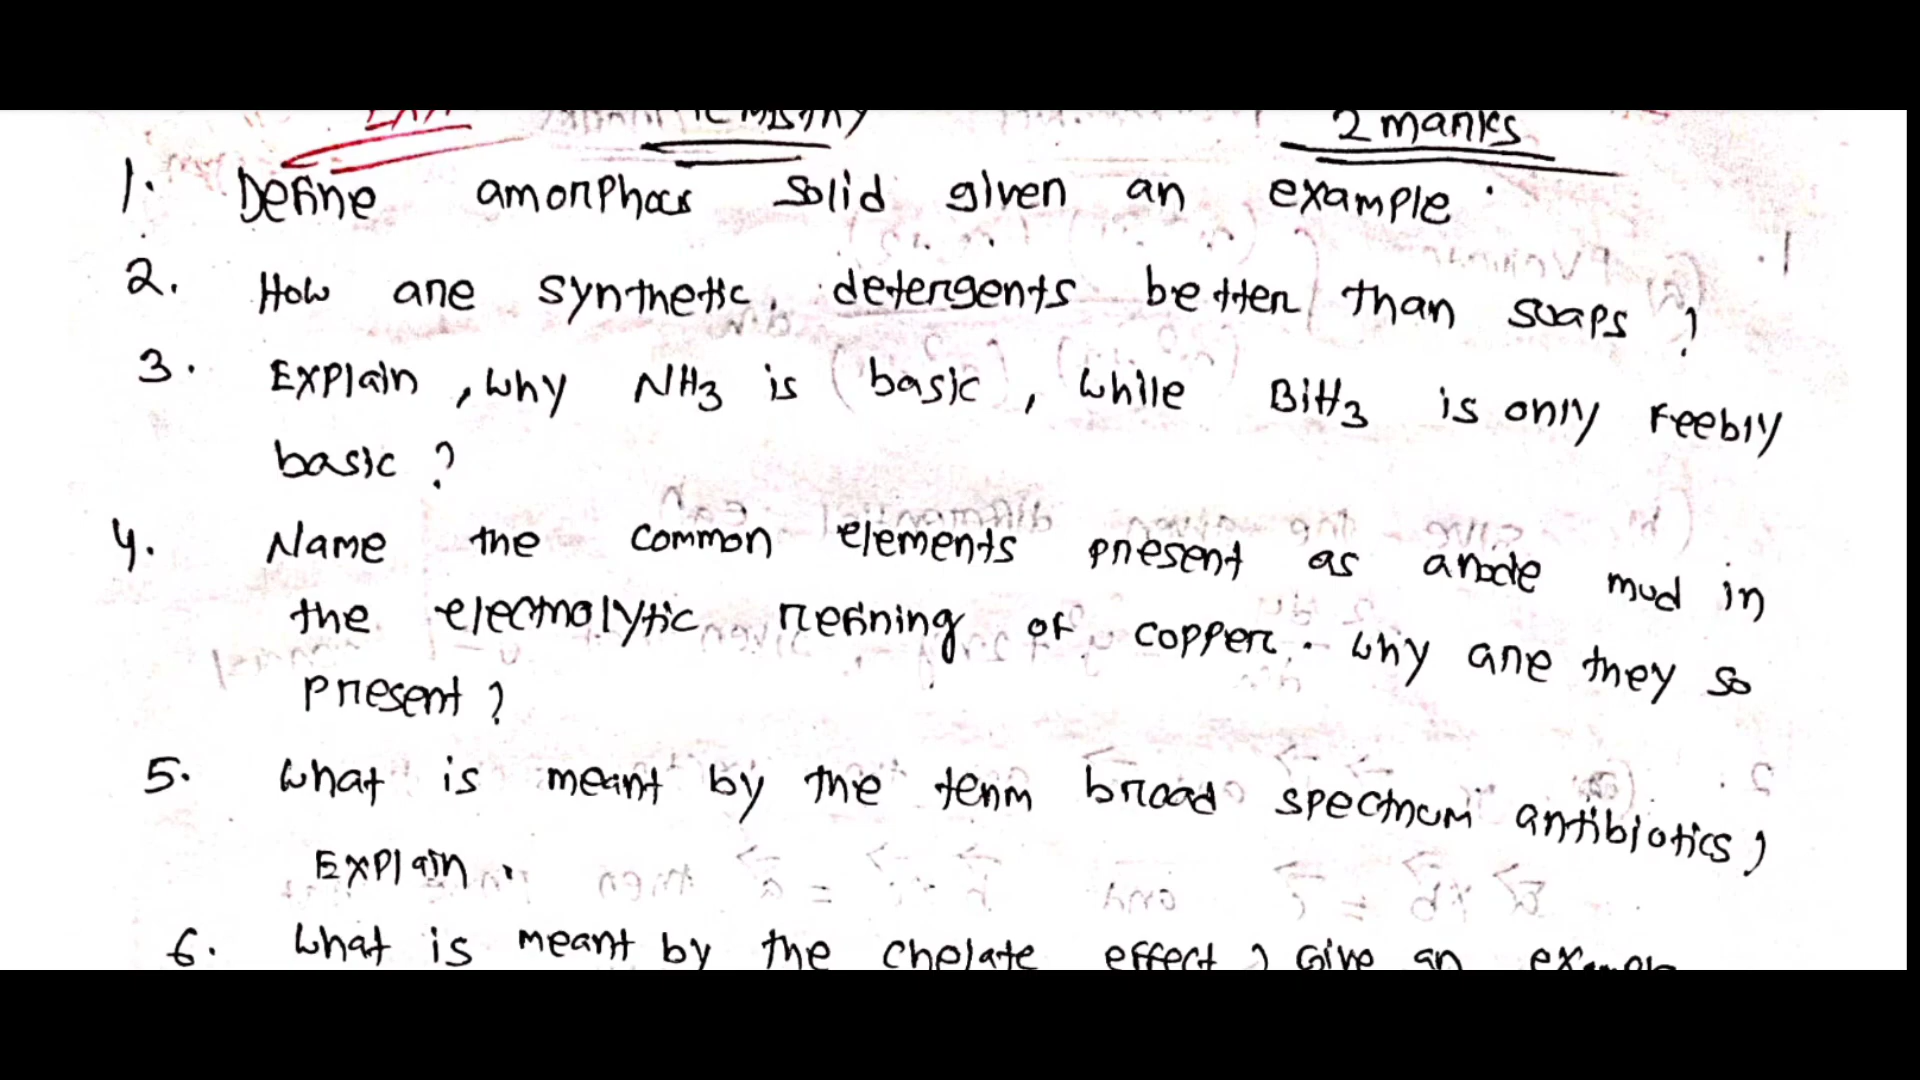 2 marks
1. Define amorphous solid given an example.
2. How are synthetic detergents better than soaps ?
3. Explain, why NH3 is basic, while BiH3 is only feebly
basic ?
4. Name the common elements present as anode mud in
the electrolytic refining of copper. Why are they so
present ?
5. What is meant by the term broad spectrum antibiotics ?
Explain.
6. What is meant by the chelate effect ? Give an example